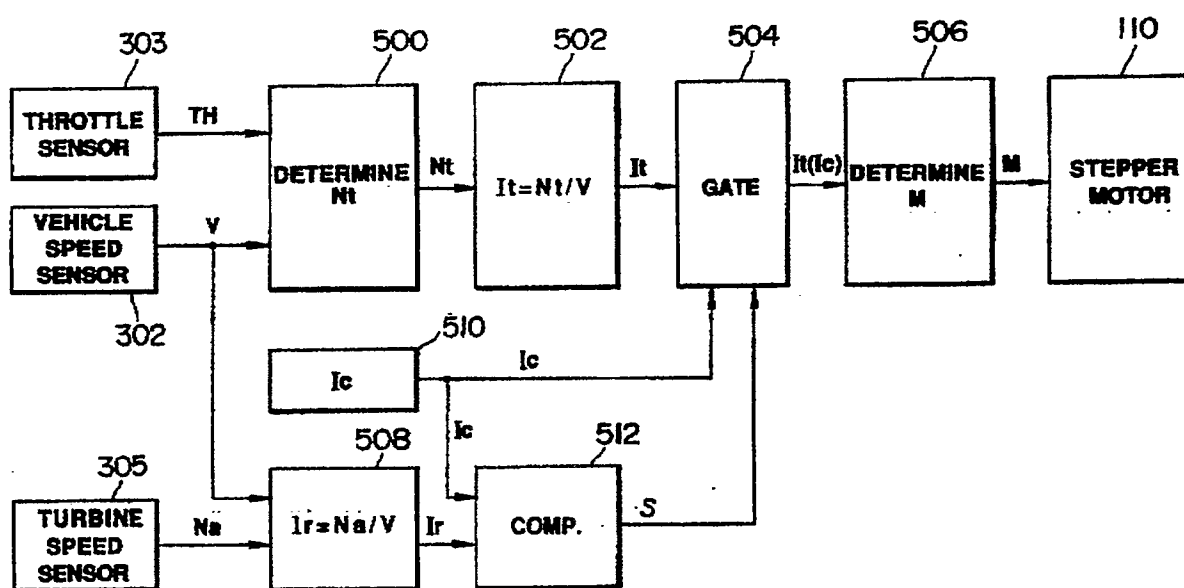 303
500
502
504
506
110
THROTTLE
SENSOR
TH
DETERMINE
Nt
Nt
It=Nt/V
It
GATE
It(Ic)
DETERMINE
M
M
STEPPER
MOTOR
VEHICLE
SPEED
SENSOR
V
302
510
Ic
Ic
Ic
508
512
305
TURBINE
SPEED
SENSOR
Na
Ir=Na/V
Ir
COMP.
S